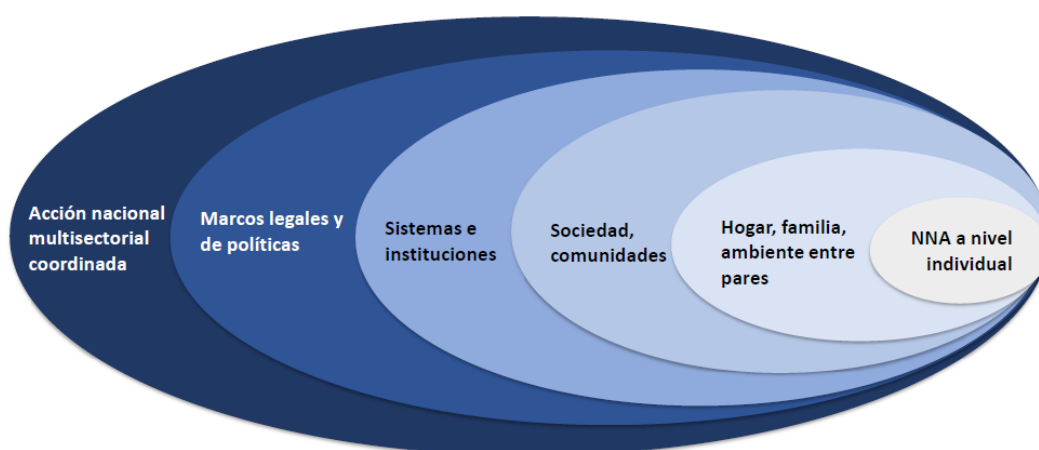 Acción nacional
multisectorial
coordinada
Marcos legales y
de políticas
Sistemas e
instituciones
Sociedad,
comunidades
Hogar, familia,
ambiente entre
pares
NNA a nivel
individual